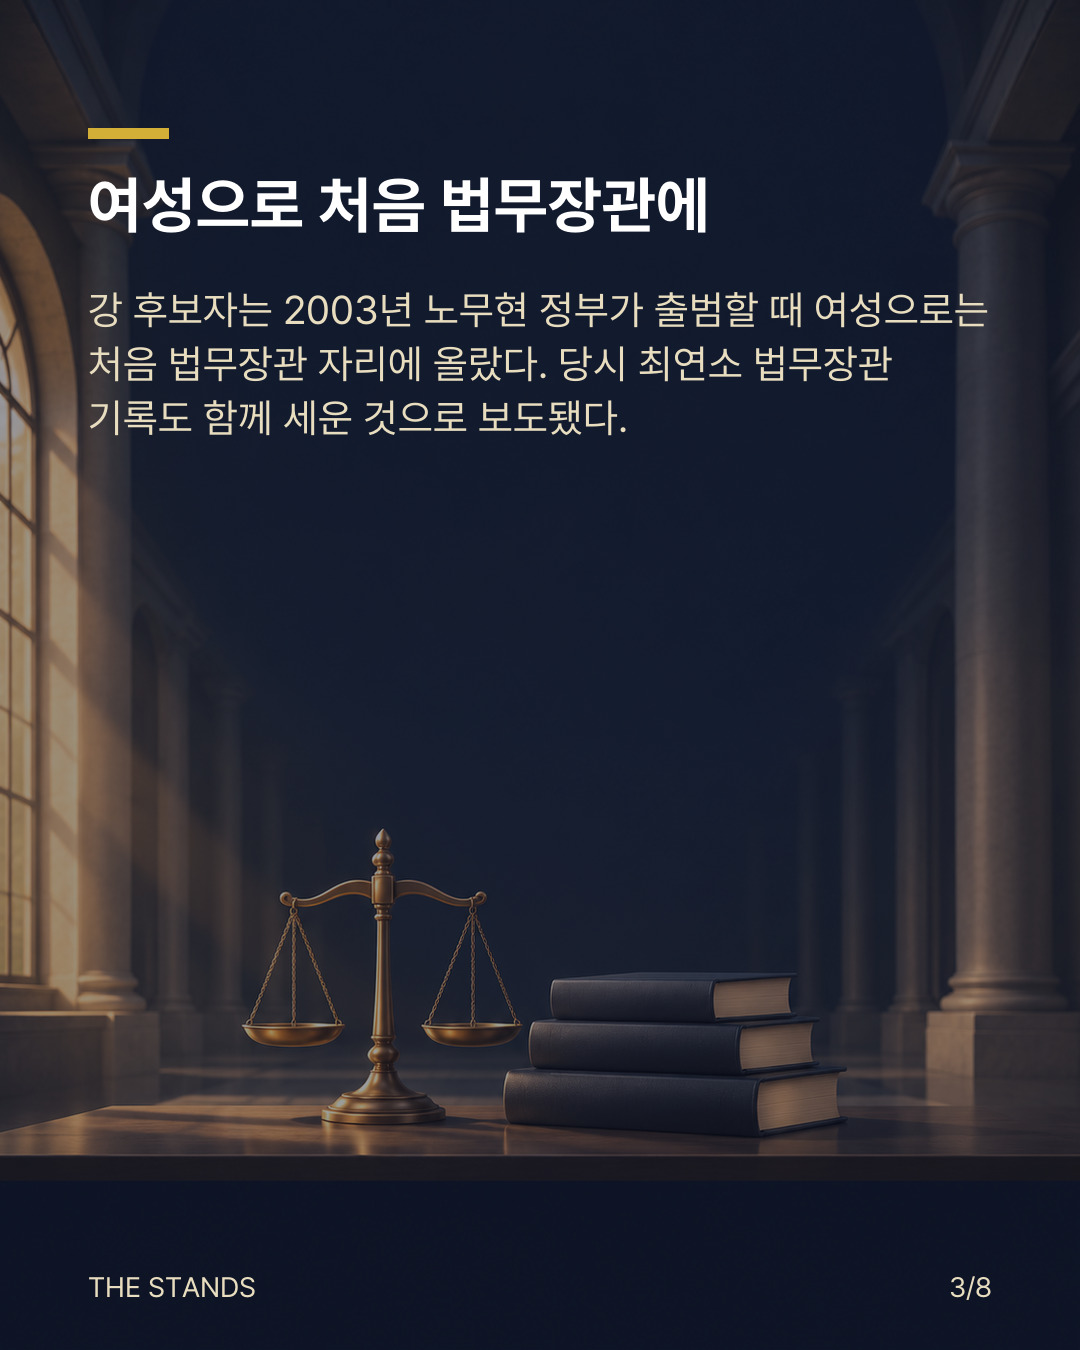 여성으로 처음 법무장관에
강 후보자는 2003년 노무현 정부가 출범할 때 여성으로는
처음 법무장관 자리에 올랐다. 당시 최연소 법무장관
기록도 함께 세운 것으로 보도됐다.
THE STANDS
3/8